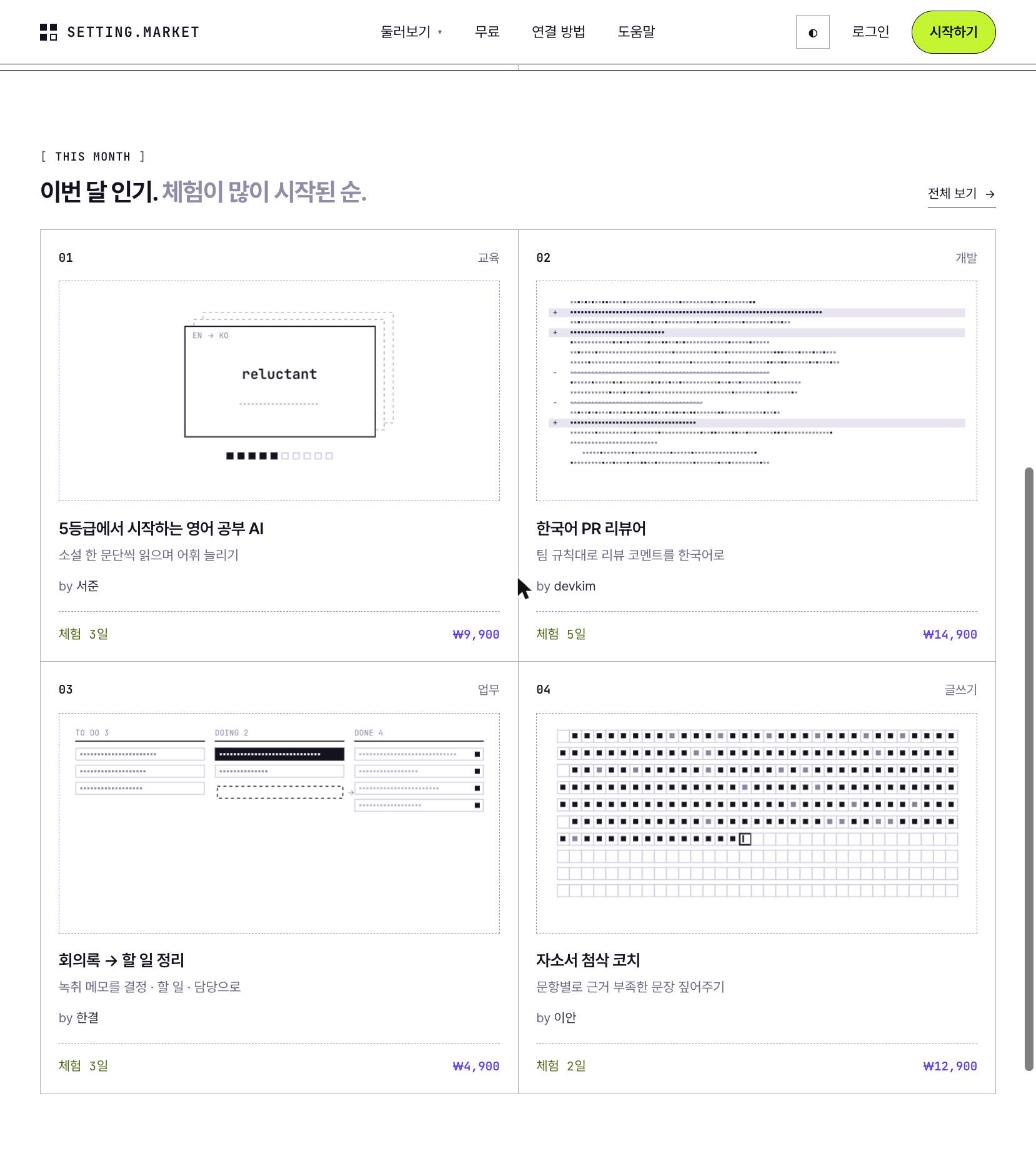 SETTING.MARKET
둘러보기 ▾
무료
연결 방법
도움말
로그인
시작하기
[ THIS MONTH ]
이번 달 인기. 체험이 많이 시작된 순.
전체 보기 →
01
교육
EN → KO
reluctant
5등급에서 시작하는 영어 공부 AI
소설 한 문단씩 읽으며 어휘 늘리기
by 서준
체험 3일
₩9,900
02
개발
+
+
-
-
+
한국어 PR 리뷰어
팀 규칙대로 리뷰 코멘트를 한국어로
by devkim
체험 5일
₩14,900
03
업무
TO DO 3
DOING 2
DONE 4
→
회의록 → 할 일 정리
녹취 메모를 결정 · 할 일 · 담당으로
by 한결
체험 3일
₩4,900
04
글쓰기
자소서 첨삭 코치
문항별로 근거 부족한 문장 짚어주기
by 이안
체험 2일
₩12,900